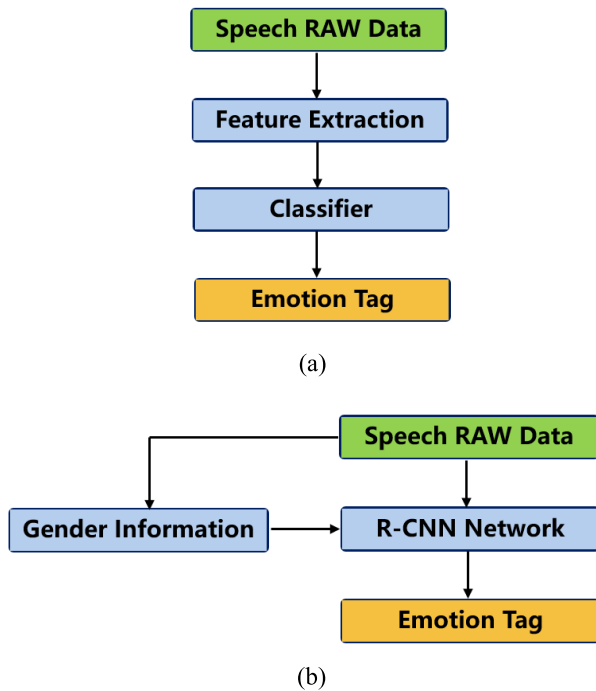 Speech RAW Data
Feature Extraction
Classifier
Emotion Tag
(a)
Speech RAW Data
Gender Information
R-CNN Network
Emotion Tag
(b)